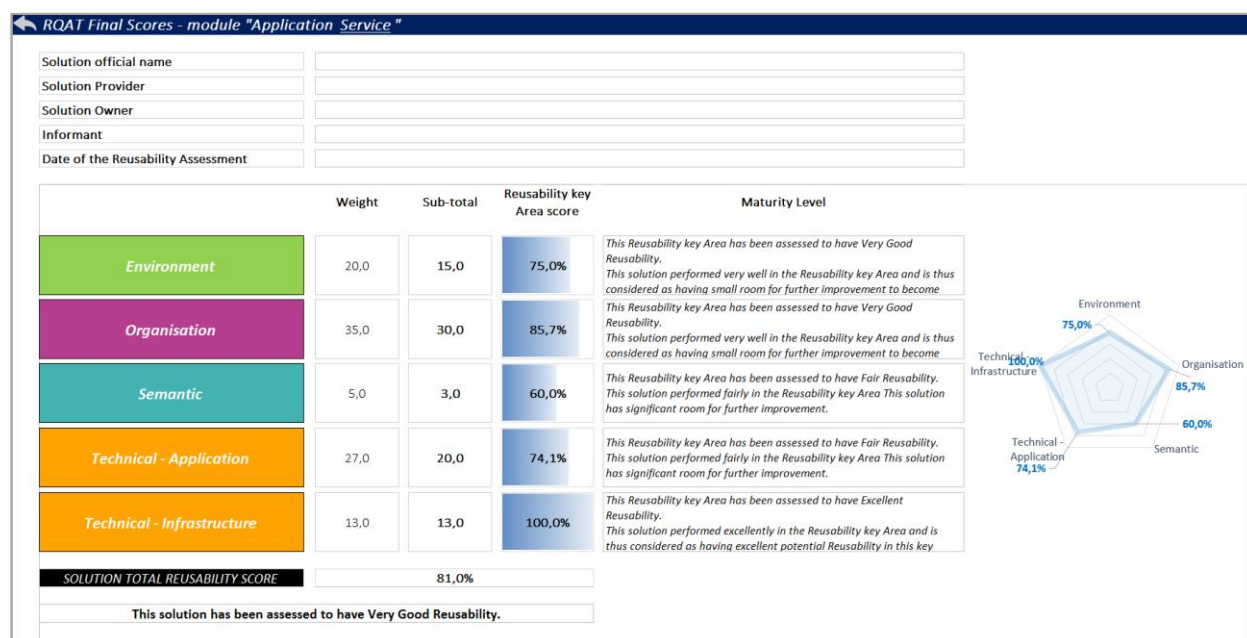 RQAT Final Scores - module "Application Service "
Solution official name
Solution Provider
Solution Owner
Informant
Date of the Reusability Assessment
Weight
Sub-total
Reusability key
Area score
Maturity Level
Environment
20,0
15,0
75,0%
This Reusability key Area has been assessed to have Very Good
Reusability.
This solution performed very well in the Reusability key Area and is thus
considered as having small room for further improvement to become
Organisation
35,0
30,0
85,7%
This Reusability key Area has been assessed to have Very Good
Reusability.
This solution performed very well in the Reusability key Area and is thus
considered as having small room for further improvement to become
Semantic
5,0
3,0
60,0%
This Reusability key Area has been assessed to have Fair Reusability.
This solution performed fairly in the Reusability key Area This solution
has significant room for further improvement.
Technical - Application
27,0
20,0
74,1%
This Reusability key Area has been assessed to have Fair Reusability.
This solution performed fairly in the Reusability key Area This solution
has significant room for further improvement.
Technical - Infrastructure
13,0
13,0
100,0%
This Reusability key Area has been assessed to have Excellent
Reusability.
This solution performed excellently in the Reusability key Area and is
thus considered as having excellent potential Reusability in this key
SOLUTION TOTAL REUSABILITY SCORE
81,0%
This solution has been assessed to have Very Good Reusability.
Environment
75,0%
Technical -
Infrastructure
100,0%
Organisation
85,7%
60,0%
Semantic
Technical -
Application
74,1%